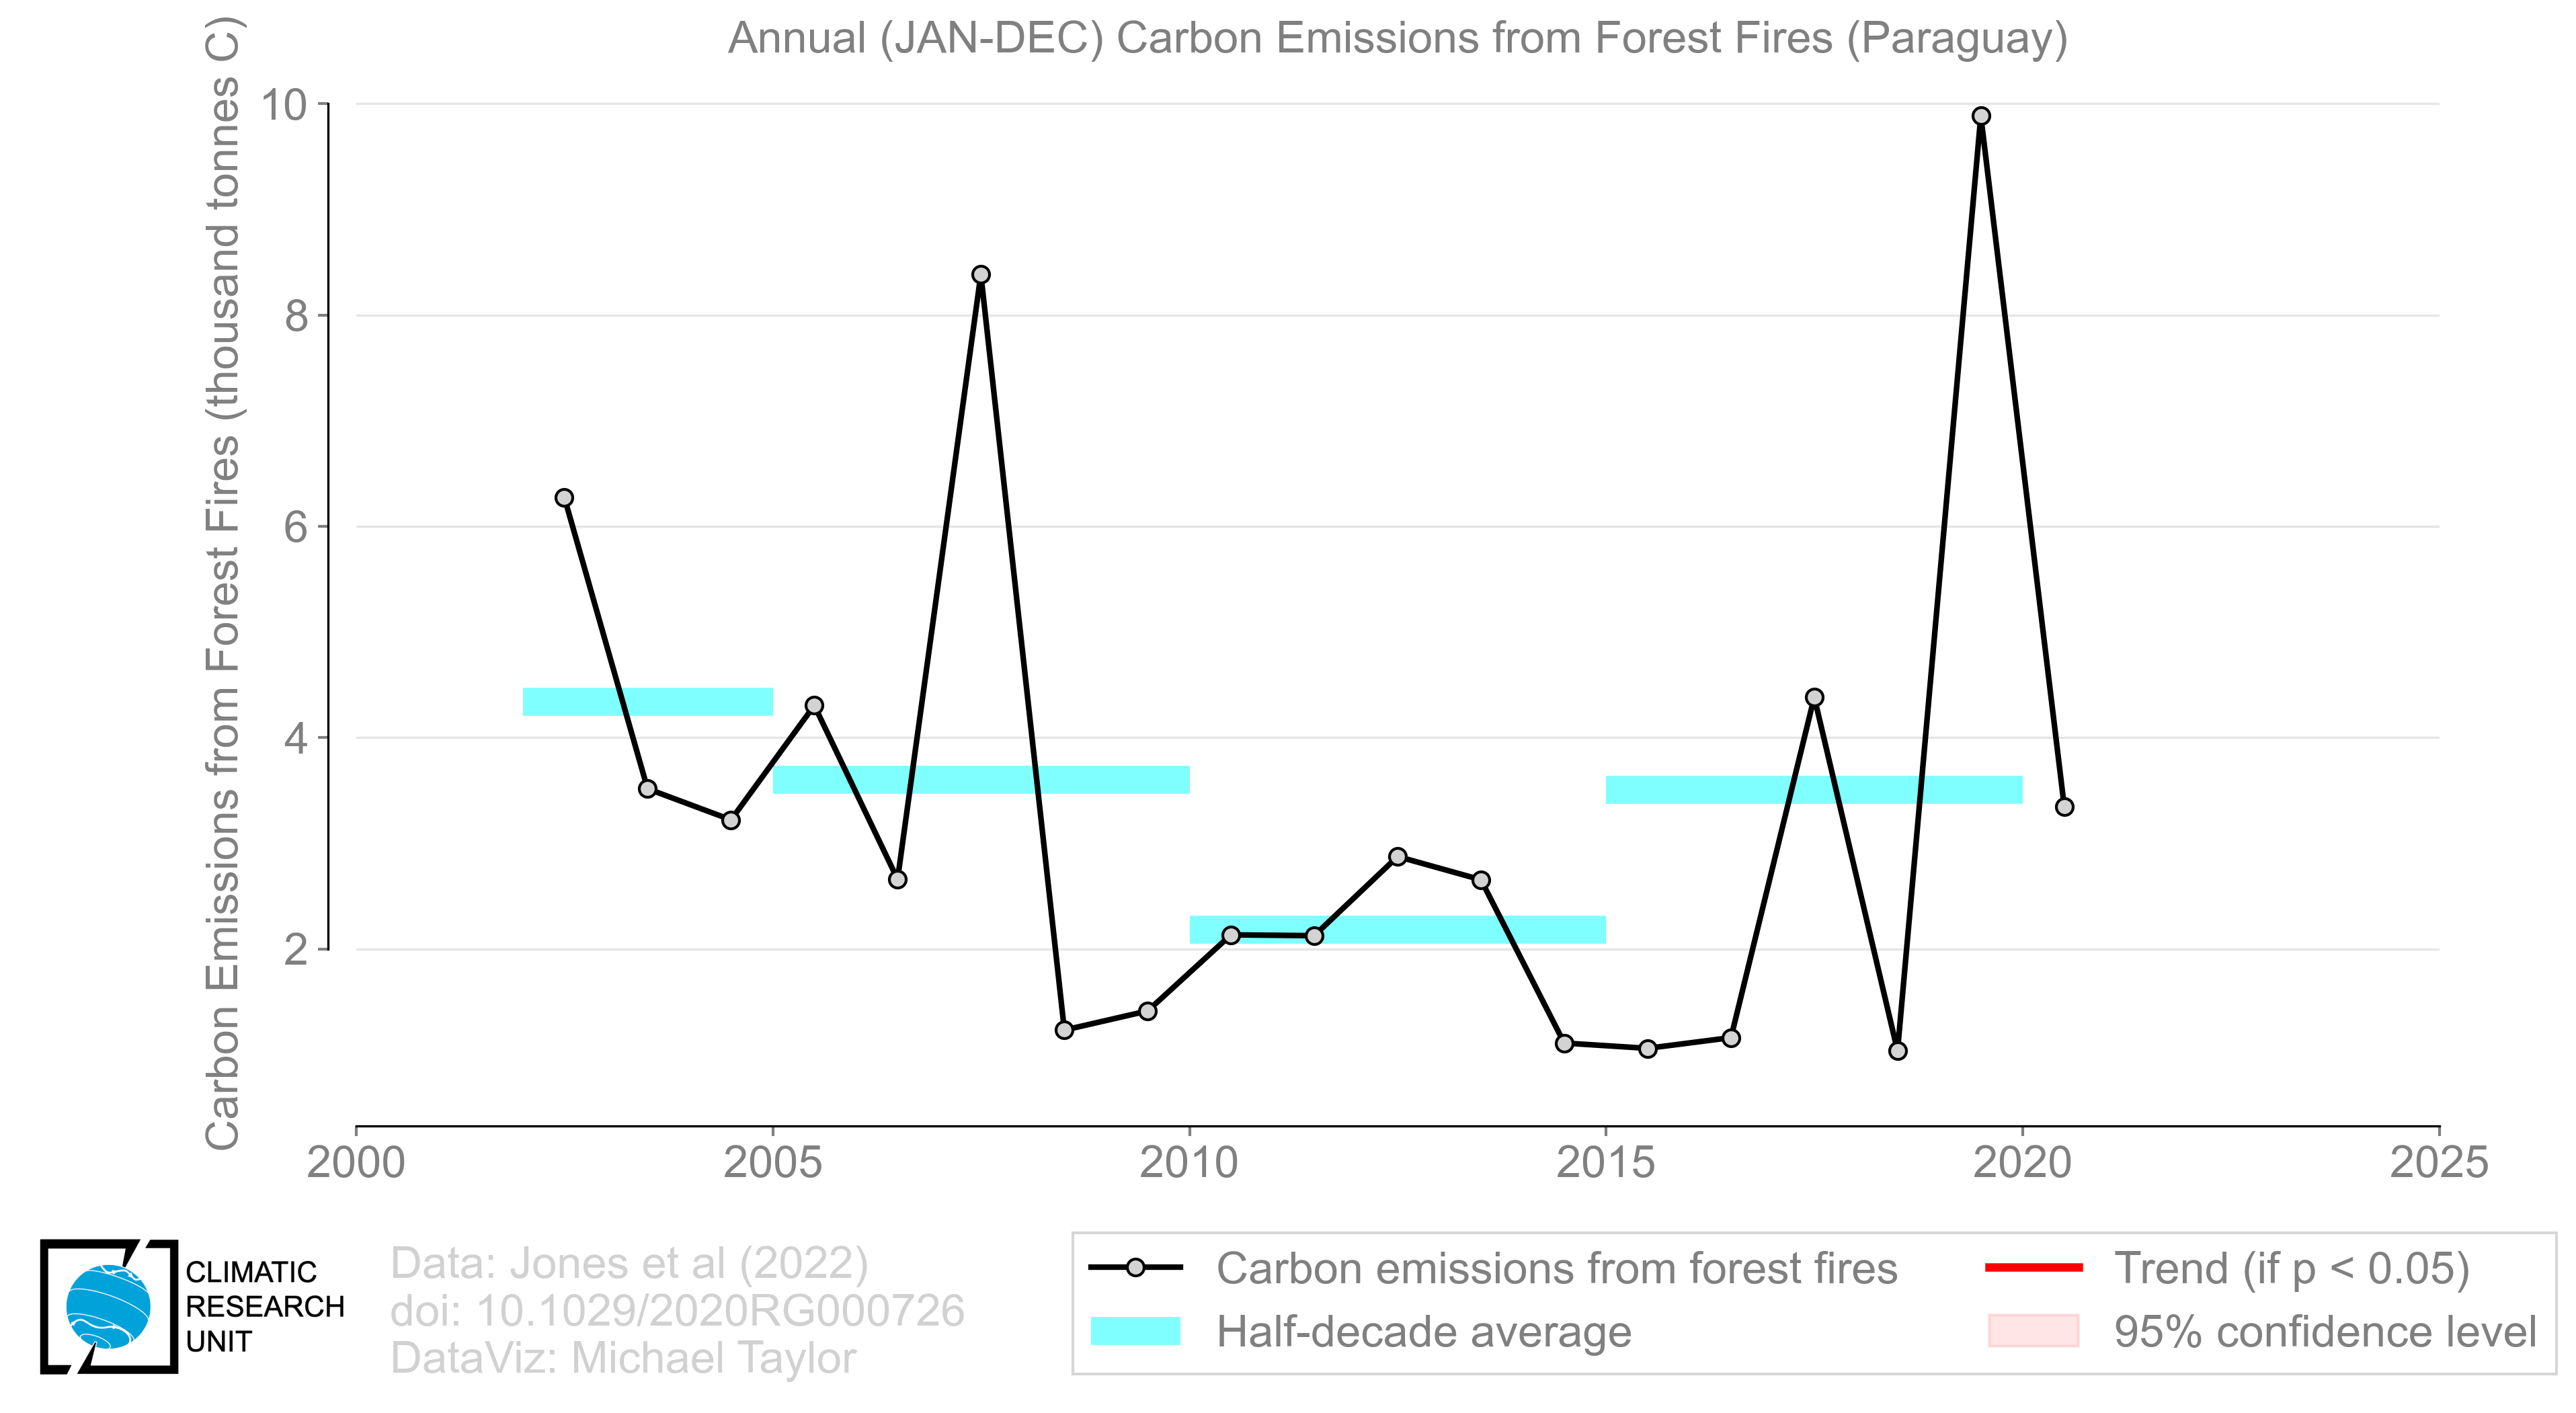 Annual (JAN-DEC) Carbon Emissions from Forest Fires (Paraguay)
Carbon Emissions from Forest Fires (thousand tonnes C)
10
8
6
4
2
2000
2005
2010
2015
2020
2025
CLIMATIC
RESEARCH
UNIT
Data: Jones et al (2022)
doi: 10.1029/2020RG000726
DataViz: Michael Taylor
Carbon emissions from forest fires
Half-decade average
Trend (if p < 0.05)
95% confidence level